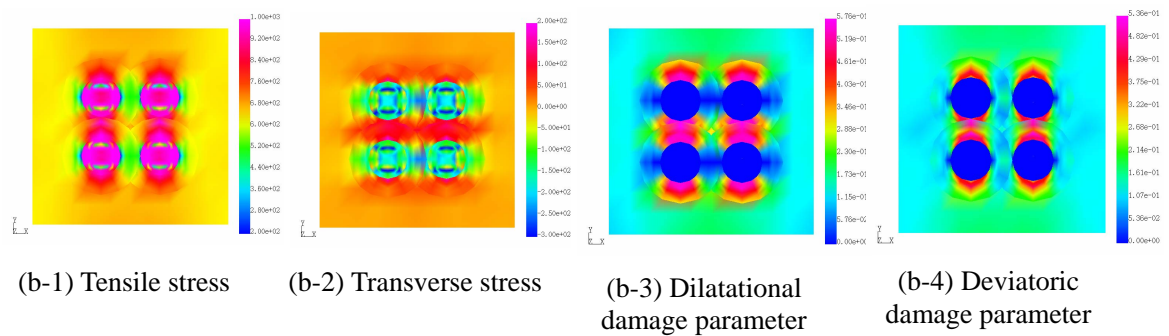 1.00e+03
9.20e+02
8.40e+02
7.60e+02
6.80e+02
6.00e+02
5.20e+02
4.40e+02
3.60e+02
2.80e+02
2.00e+02
Y
Z X
(b-1) Tensile stress
2.00e+02
1.50e+02
1.00e+02
5.00e+01
0.00e+00
-5.00e+01
-1.00e+02
-1.50e+02
-2.00e+02
-2.50e+02
-3.00e+02
Y
Z X
(b-2) Transverse stress
5.76e-01
5.19e-01
4.61e-01
4.03e-01
3.46e-01
2.88e-01
2.30e-01
1.73e-01
1.15e-01
5.76e-02
0.00e+00
Y
Z X
(b-3) Dilatational
damage parameter
5.36e-01
4.82e-01
4.29e-01
3.75e-01
3.22e-01
2.68e-01
2.14e-01
1.61e-01
1.07e-01
5.36e-02
0.00e+00
Y
Z X
(b-4) Deviatoric
damage parameter